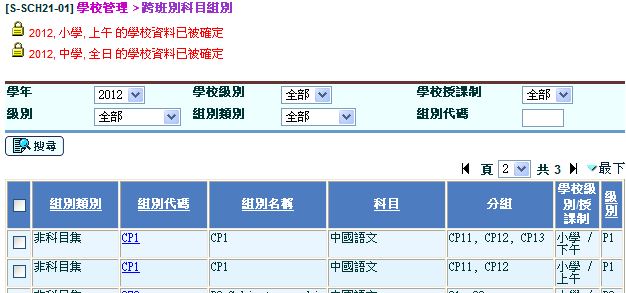 [S-SCH21-01] 學校管理 > 跨班別科目組別
2012, 小學, 上午 的學校資料已被確定
2012, 中學, 全日 的學校資料已被確定
學年 2012 學校級別 全部 學校授課制 全部
級別 全部 組別類別 全部 組別代碼
搜尋
頁 2 共 3 最下
組別類別 組別代碼 組別名稱 科目 分組 學校級別/授課制 級別
非科目集 CP1 CP1 中國語文 CP11, CP12, CP13 小學 / 下午 P1
非科目集 CP1 CP1 中國語文 CP11, CP12 小學 / 上午 P1